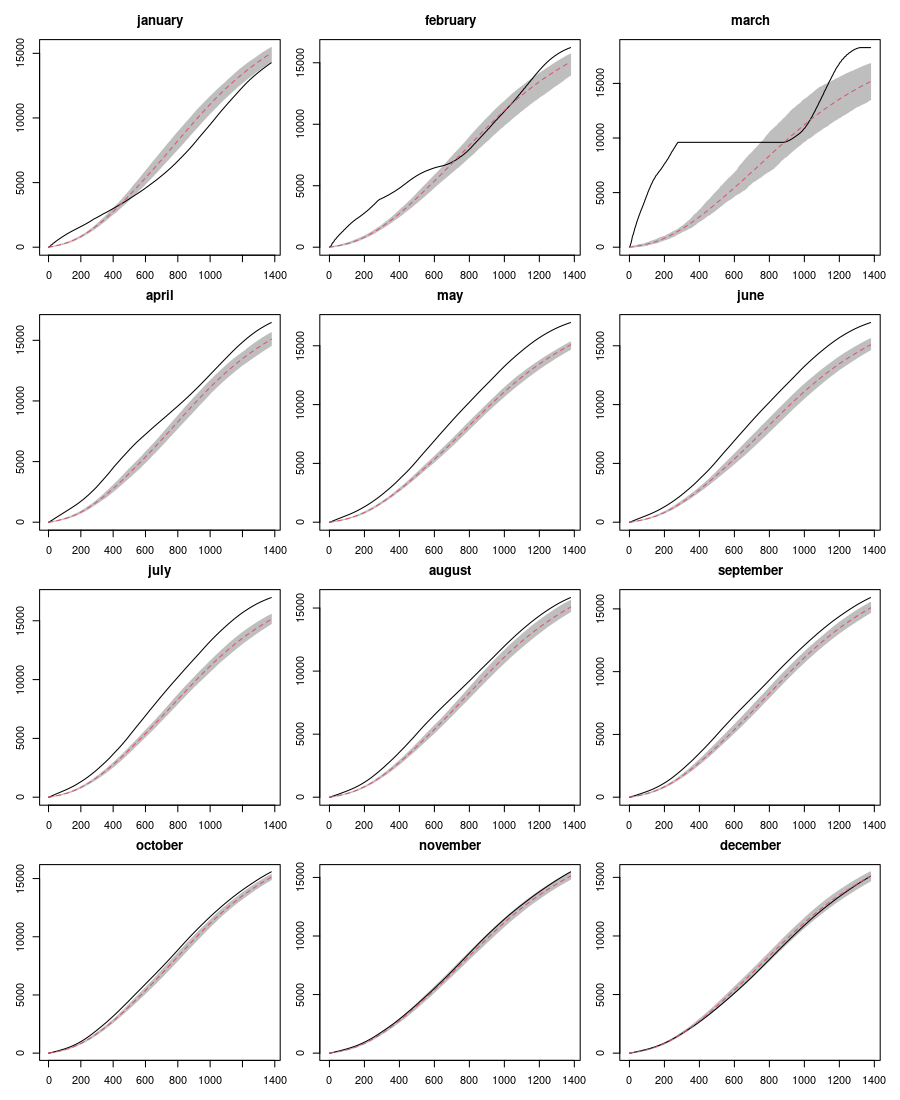 january february march
15000 15000 15000
10000 10000 10000
5000 5000 5000
0 0 0
0 200 400 600 800 1000 1400 0 200 400 600 800 1000 1200 1400 0 200 400 600 800 1000 1200 1400
april may june
15000 15000 15000
10000 10000 10000
5000 5000 5000
0 0 0
0 200 400 600 800 1000 1400 0 200 400 600 800 1000 1200 1400 0 200 400 600 800 1000 1200 1400
july august september
15000 15000 15000
10000 10000 10000
5000 5000 5000
0 0 0
0 200 400 600 800 1000 1400 0 200 400 600 800 1000 1200 1400 0 200 400 600 800 1000 1200 1400
october november december
15000 15000 15000
10000 10000 10000
5000 5000 5000
0 0 0
0 200 400 600 800 1000 1400 0 200 400 600 800 1000 1200 1400 0 200 400 600 800 1000 1200 1400